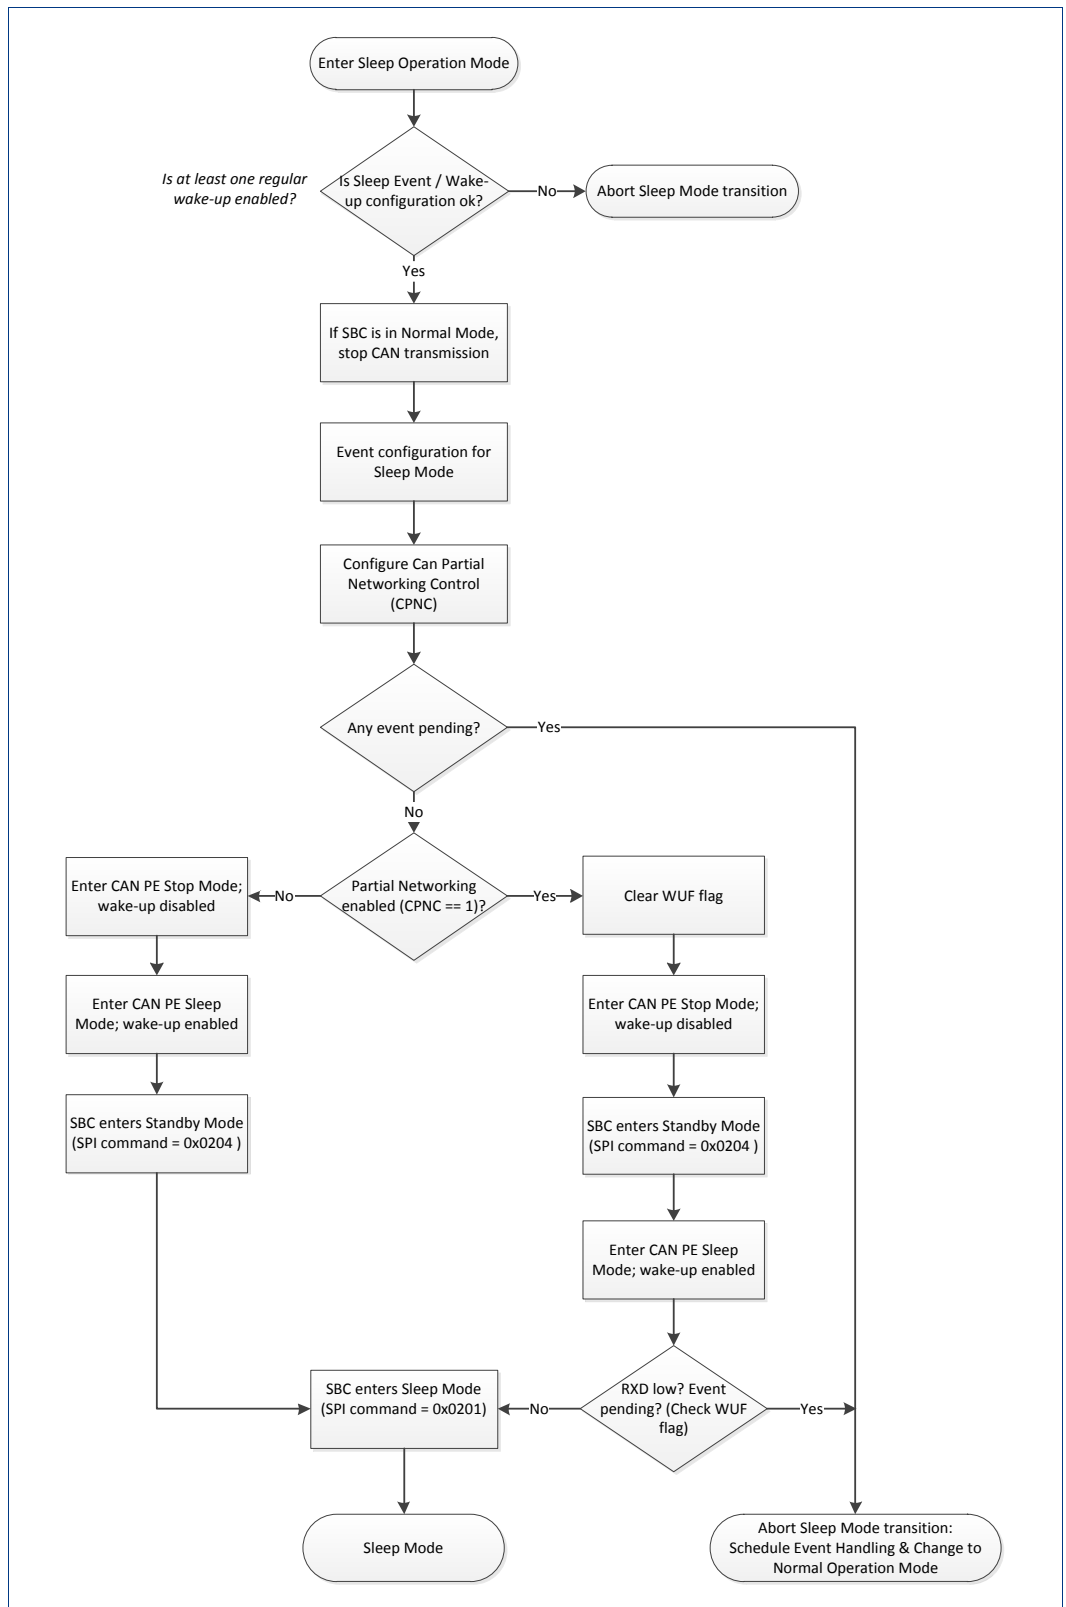 Enter Sleep Operation Mode
Is at least one regular
wake-up enabled?
Is Sleep Event / Wake-
up configuration ok?
No
Abort Sleep Mode transition
Yes
If SBC is in Normal Mode,
stop CAN transmission
Event configuration for
Sleep Mode
Configure Can Partial
Networking Control
(CPNC)
Any event pending?
Yes
No
Enter CAN PE Stop Mode;
wake-up disabled
No
Partial Networking
enabled (CPNC == 1)?
Yes
Clear WUF flag
Enter CAN PE Sleep
Mode; wake-up enabled
Enter CAN PE Stop Mode;
wake-up disabled
SBC enters Standby Mode
(SPI command = 0x0204 )
SBC enters Standby Mode
(SPI command = 0x0204 )
Enter CAN PE Sleep
Mode; wake-up enabled
SBC enters Sleep Mode
(SPI command = 0x0201)
No
RXD low? Event
pending? (Check WUF
flag)
Yes
Sleep Mode
Abort Sleep Mode transition:
Schedule Event Handling & Change to
Normal Operation Mode